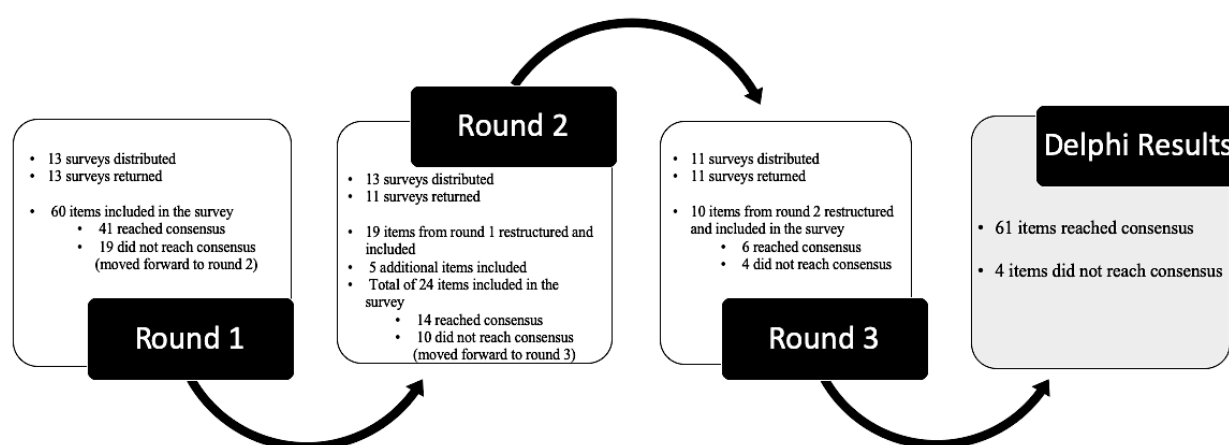 • 13 surveys distributed
• 13 surveys returned
• 60 items included in the survey
• 41 reached consensus
• 19 did not reach consensus
(moved forward to round 2)
Round 1
Round 2
• 13 surveys distributed
• 11 surveys returned
• 19 items from round 1 restructured and
included
• 5 additional items included
• Total of 24 items included in the
survey
• 14 reached consensus
• 10 did not reach consensus
(moved forward to round 3)
• 11 surveys distributed
• 11 surveys returned
• 10 items from round 2 restructured
and included in the survey
• 6 reached consensus
• 4 did not reach consensus
Round 3
Delphi Results
• 61 items reached consensus
• 4 items did not reach consensus